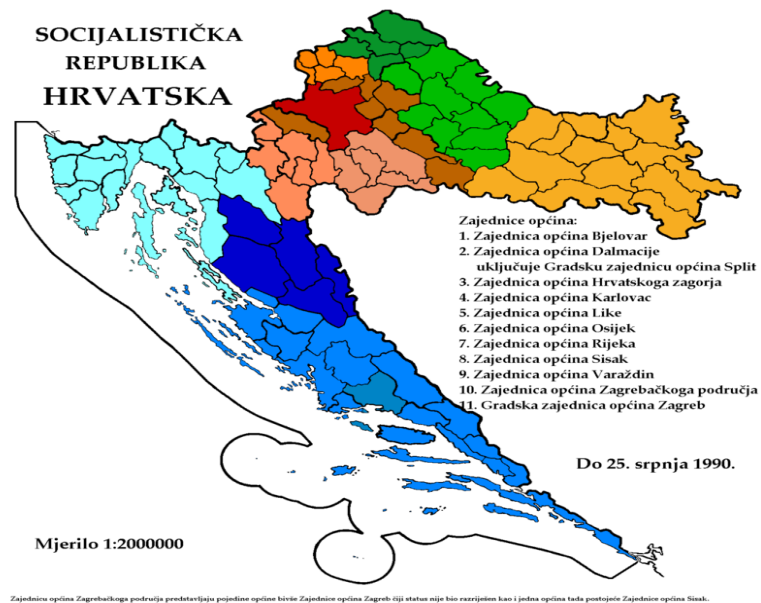 SOCIJALISTIČKA
REPUBLIKA
HRVATSKA
Zajednice općina:
1. Zajednica općina Bjelovar
2. Zajednica općina Dalmacije
uključuje Gradsku zajednicu općina Split
3. Zajednica općina Hrvatskoga zagorja
4. Zajednica općina Karlovac
5. Zajednica općina Like
6. Zajednica općina Osijek
7. Zajednica općina Rijeka
8. Zajednica općina Sisak
9. Zajednica općina Varaždin
10. Zajednica općina Zagrebačkoga područja
11. Gradska zajednica općina Zagreb
Do 25. srpnja 1990.
Mjerilo 1:2000000
Zajednicu općina Zagrebačkoga područja predstavljaju pojedine općine bivše Zajednice općina Zagreb čiji status nije bio razriješen kao i jedna općina tada postojeće Zajednice općina Sisak.